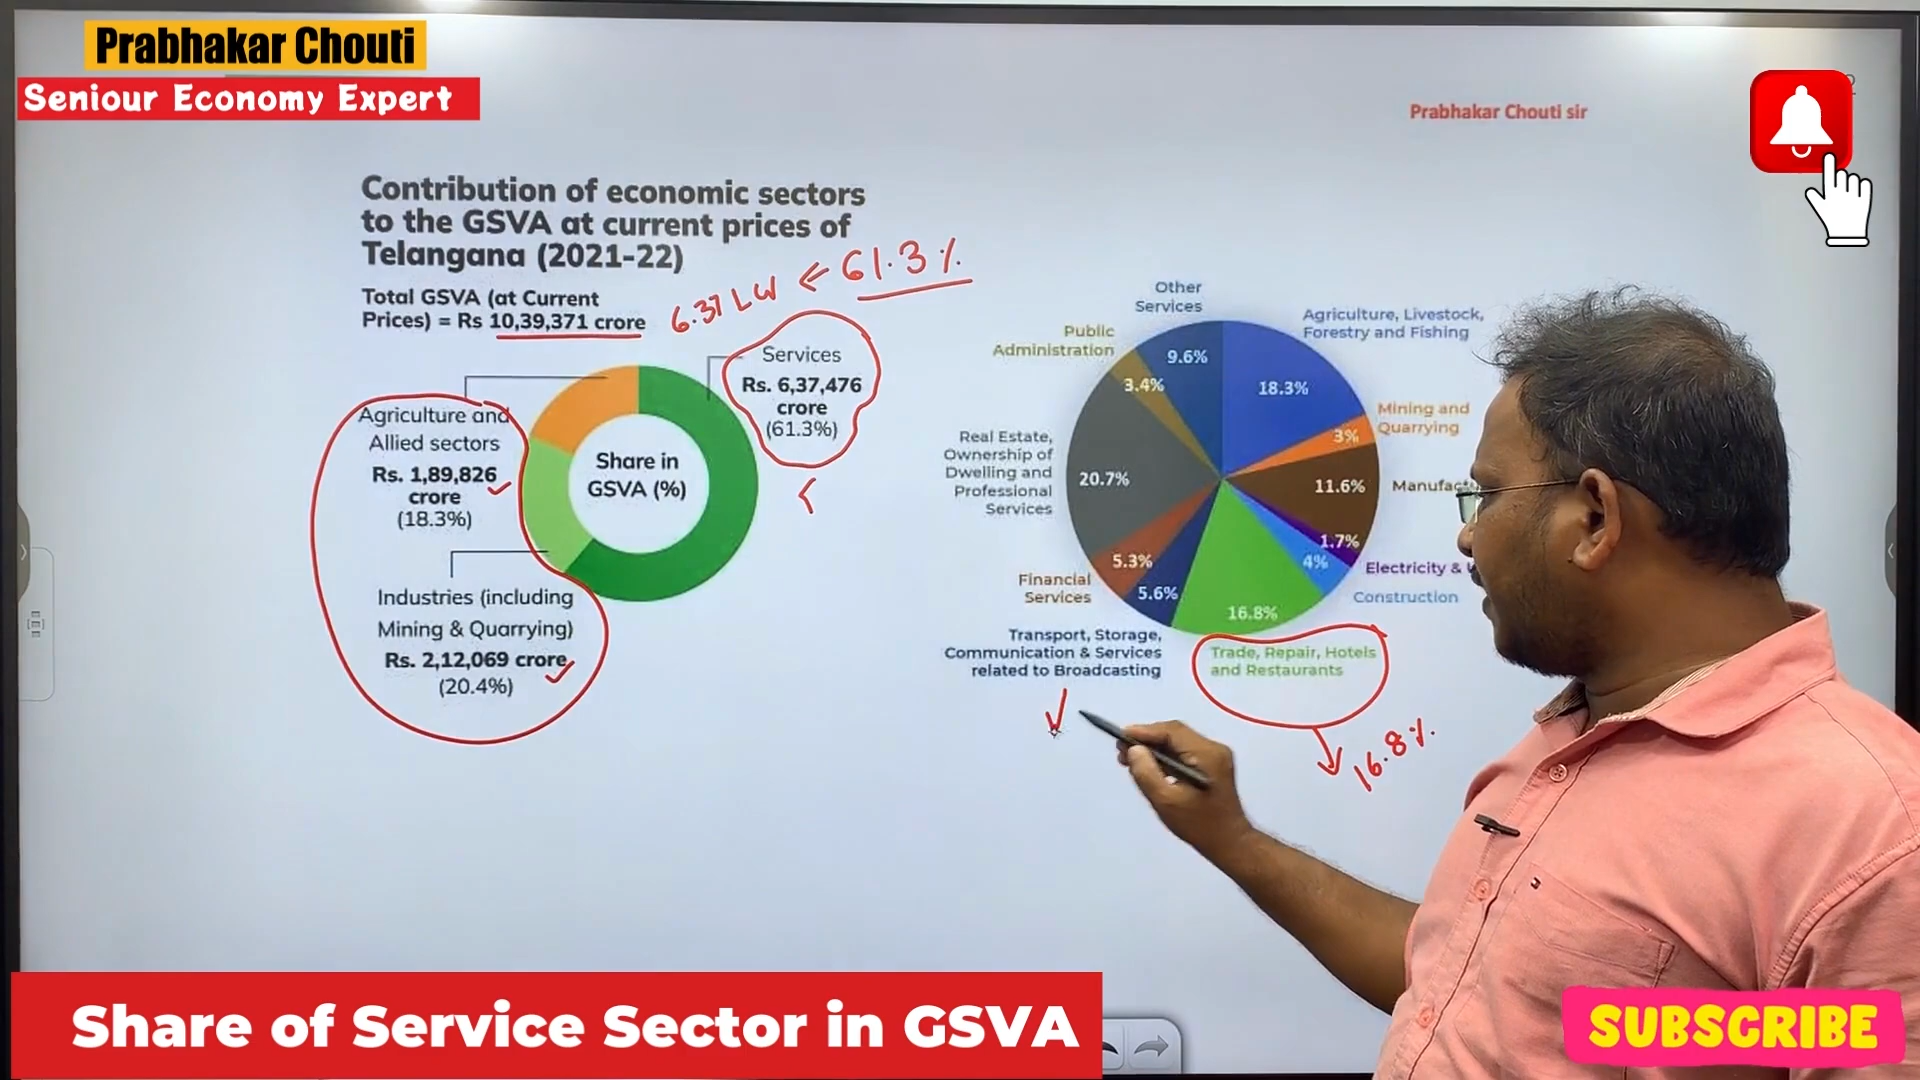 Prabhakar Chouti
Seniour Economy Expert
Prabhakar Chouti sir
Contribution of economic sectors
to the GSVA at current prices of
Telangana (2021-22)
Total GSVA (at Current
Prices) = Rs 10,39,371 crore
6.37 L
61.3%
Services
Rs. 6,37,476
crore
(61.3%)
Agriculture and
Allied sectors
Rs. 1,89,826
crore
(18.3%)
Share in
GSVA (%)
Industries (including
Mining & Quarrying)
Rs. 2,12,069 crore
(20.4%)
Other
Services
9.6%
Agriculture, Livestock,
Forestry and Fishing
18.3%
Public
Administration
3.4%
Mining and
Quarrying
3%
Real Estate,
Ownership of
Dwelling and
Professional
Services
20.7%
11.6%
1.7%
Electricity &
4%
Construction
Financial
Services
5.3%
5.6%
16.8%
Transport, Storage,
Communication & Services
related to Broadcasting
Trade, Repair, Hotels
and Restaurants
16.8%
Share of Service Sector in GSVA
SUBSCRIBE